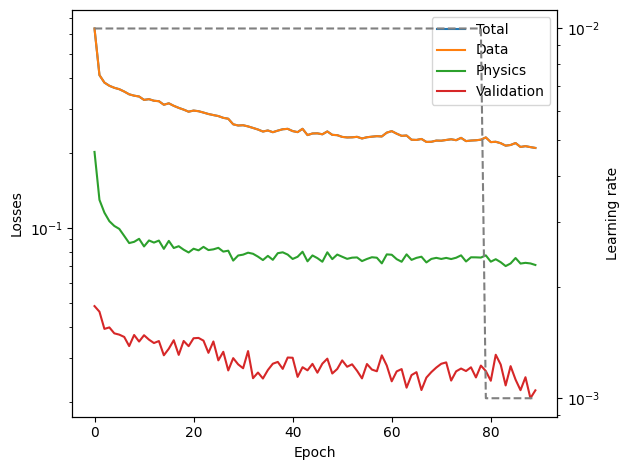 Total
Data
Physics
Validation
10⁻²
10⁻¹
10⁻³
Losses
Learning rate
0
20
40
60
80
Epoch